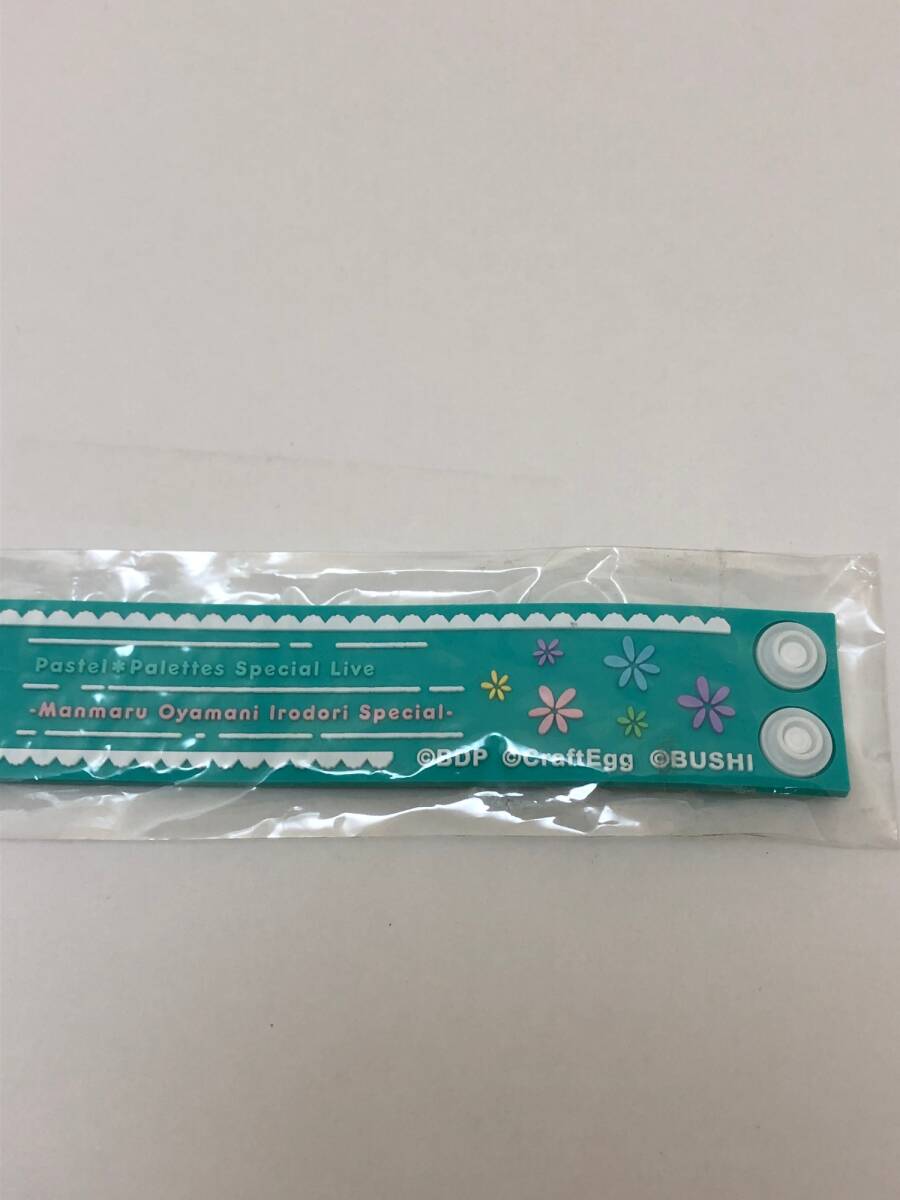 Pastel*Palettes Special Live
-Manmaru Oyamani Irodori Special-
©BDP ©CraftEgg ©BUSHI